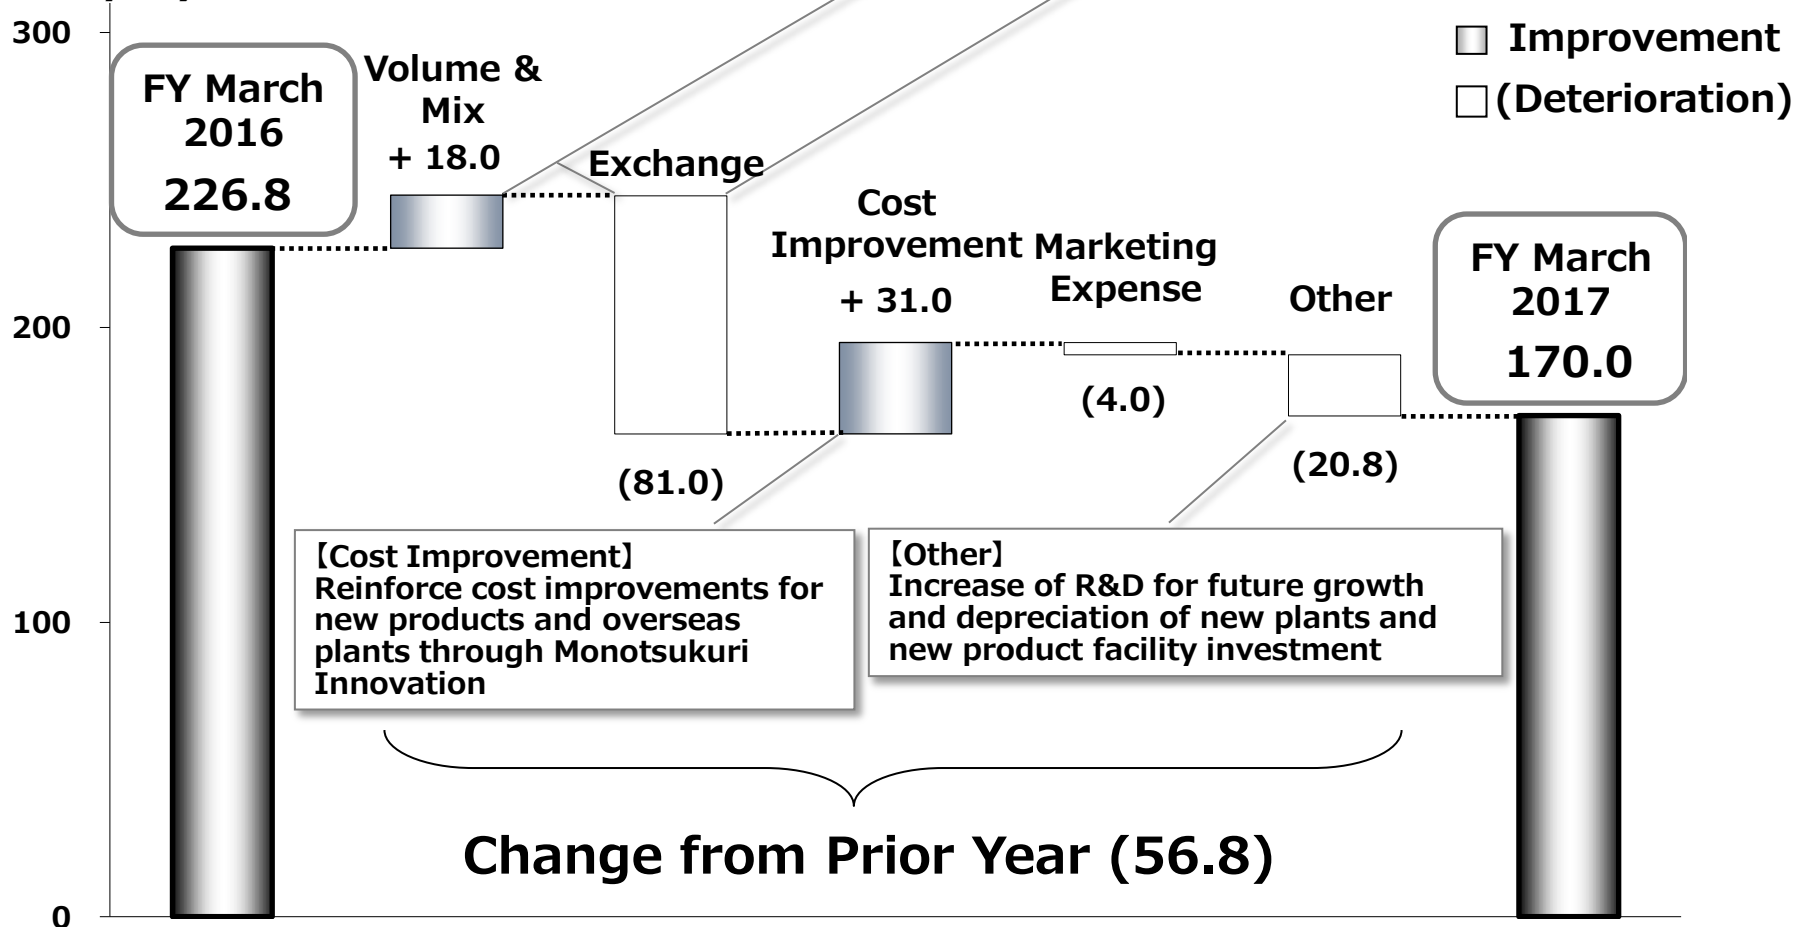 300
200
100
0
Improvement
(Deterioration)
FY March
2016
226.8
Volume &
Mix
+ 18.0
Exchange
(81.0)
Cost
Improvement
+ 31.0
Marketing
Expense
(4.0)
Other
(20.8)
FY March
2017
170.0
【Cost Improvement】
Reinforce cost improvements for
new products and overseas
plants through Monotsukuri
Innovation
【Other】
Increase of R&D for future growth
and depreciation of new plants and
new product facility investment
Change from Prior Year (56.8)